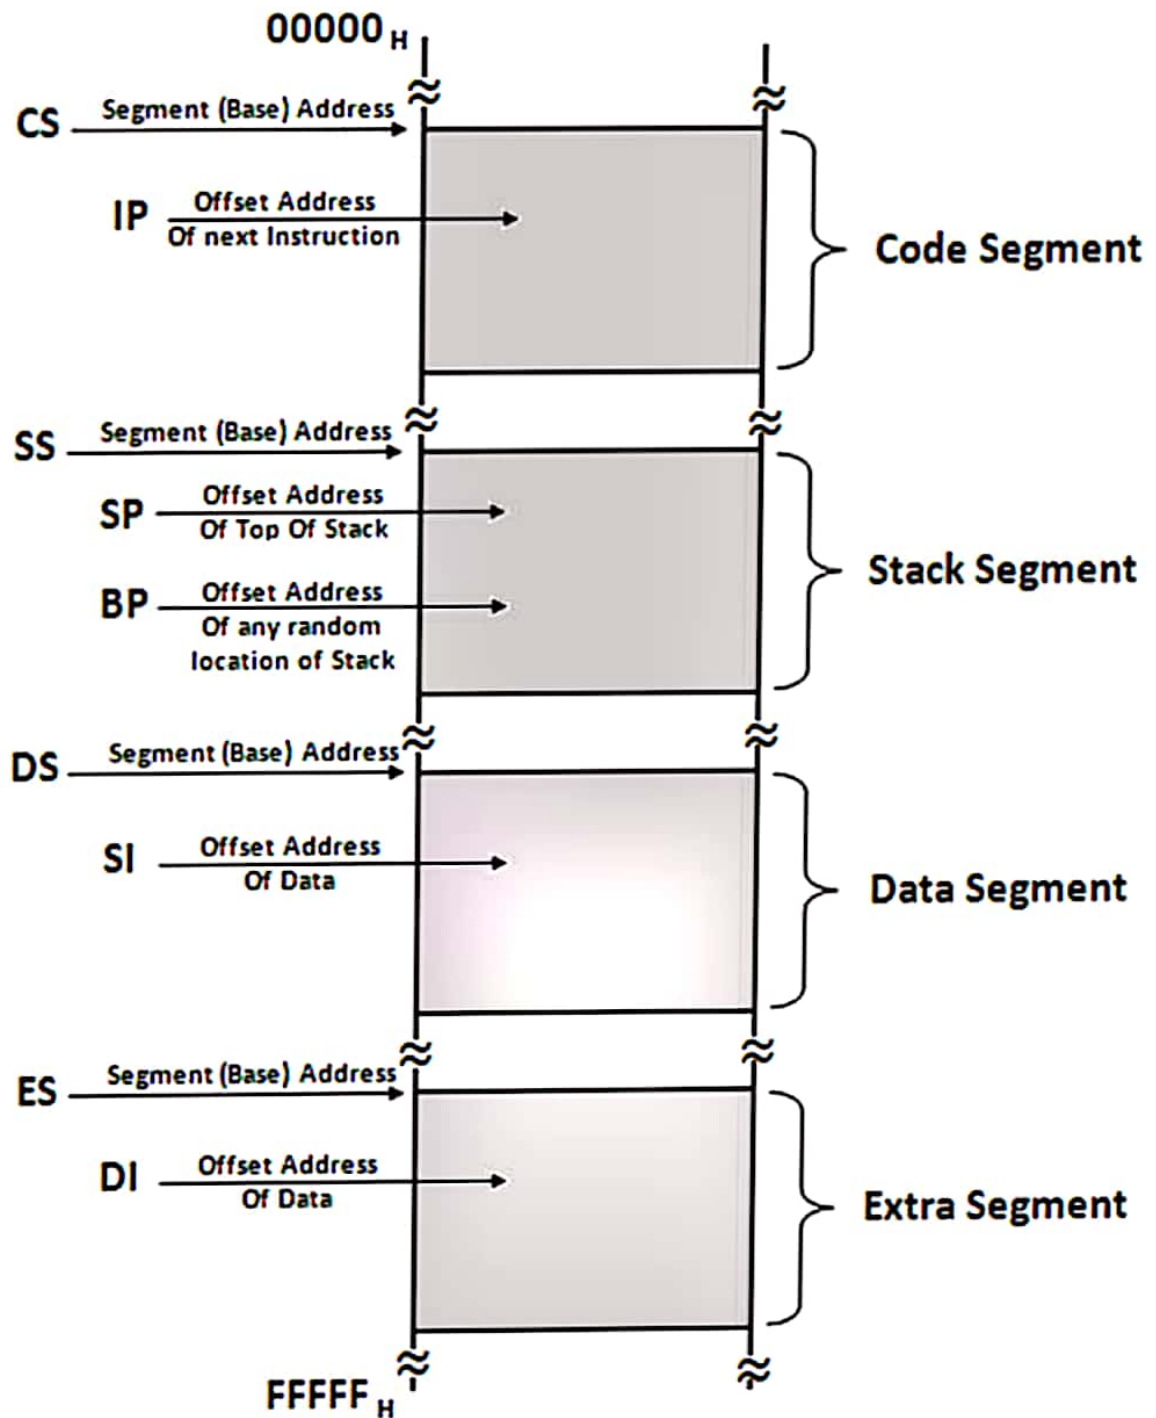 00000 H
CS Segment (Base) Address
IP Offset Address
Of next Instruction
Code Segment
SS Segment (Base) Address
SP Offset Address
Of Top Of Stack
BP Offset Address
Of any random
location of Stack
Stack Segment
DS Segment (Base) Address
SI Offset Address
Of Data
Data Segment
ES Segment (Base) Address
DI Offset Address
Of Data
Extra Segment
FFFFF H